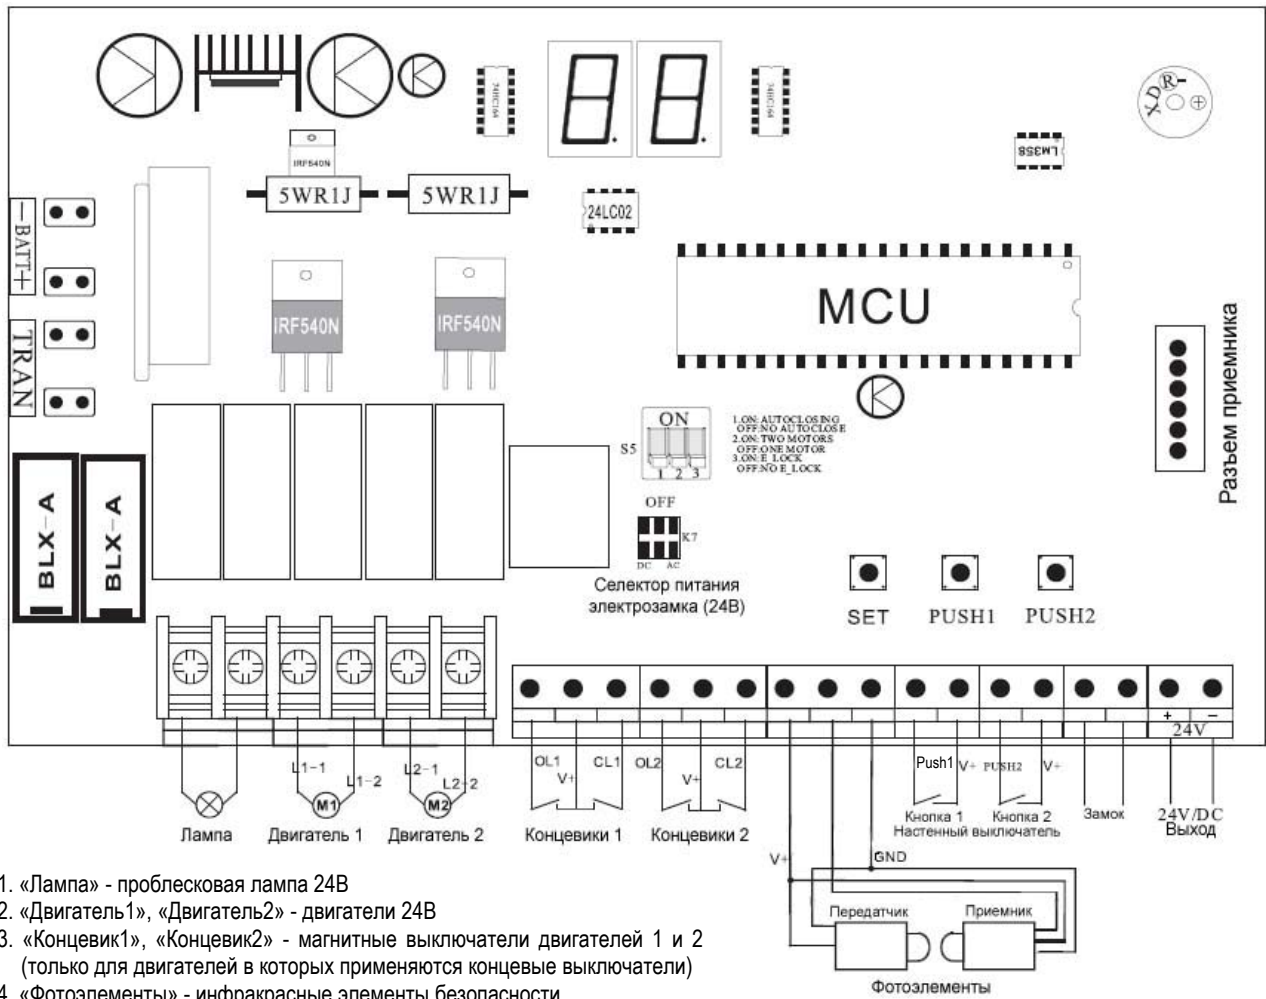 74HC164
74HC164
XDR
-
+
IRF540N
5WR1J
5WR1J
24LC02
LM358
-BATT+
TRAN
IRF540N
IRF540N
MCU
Разъем приемника
BLX-A
BLX-A
S5
ON
1 2 3
OFF
1.ON: AUTOCLOSING
OFF:NO AUTOCLOSE
2.ON: TWO MOTORS
OFF:ONE MOTOR
3.ON:E_LOCK
OFF:NO E_LOCK
K7
DC AC
Селектор питания
электрозамка (24В)
SET
PUSH1
PUSH2
+ −
24V
L1-1
L1-2
L2-1
L2-2
M1
M2
Лампа
Двигатель 1
Двигатель 2
OL1
V+
CL1
OL2
V+
CL2
Концевики 1
Концевики 2
Push1
V+
PUSH2
V+
Кнопка 1
Кнопка 2
Настенный выключатель
Замок
24V/DC
Выход
V+
GND
Передатчик
Приемник
Фотоэлементы
1. «Лампа» - проблесковая лампа 24В
2. «Двигатель1», «Двигатель2» - двигатели 24В
3. «Концевик1», «Концевик2» - магнитные выключатели двигателей 1 и 2
(только для двигателей в которых применяются концевые выключатели)
4. «Фотоэлементы» - инфракрасные элементы безопасности